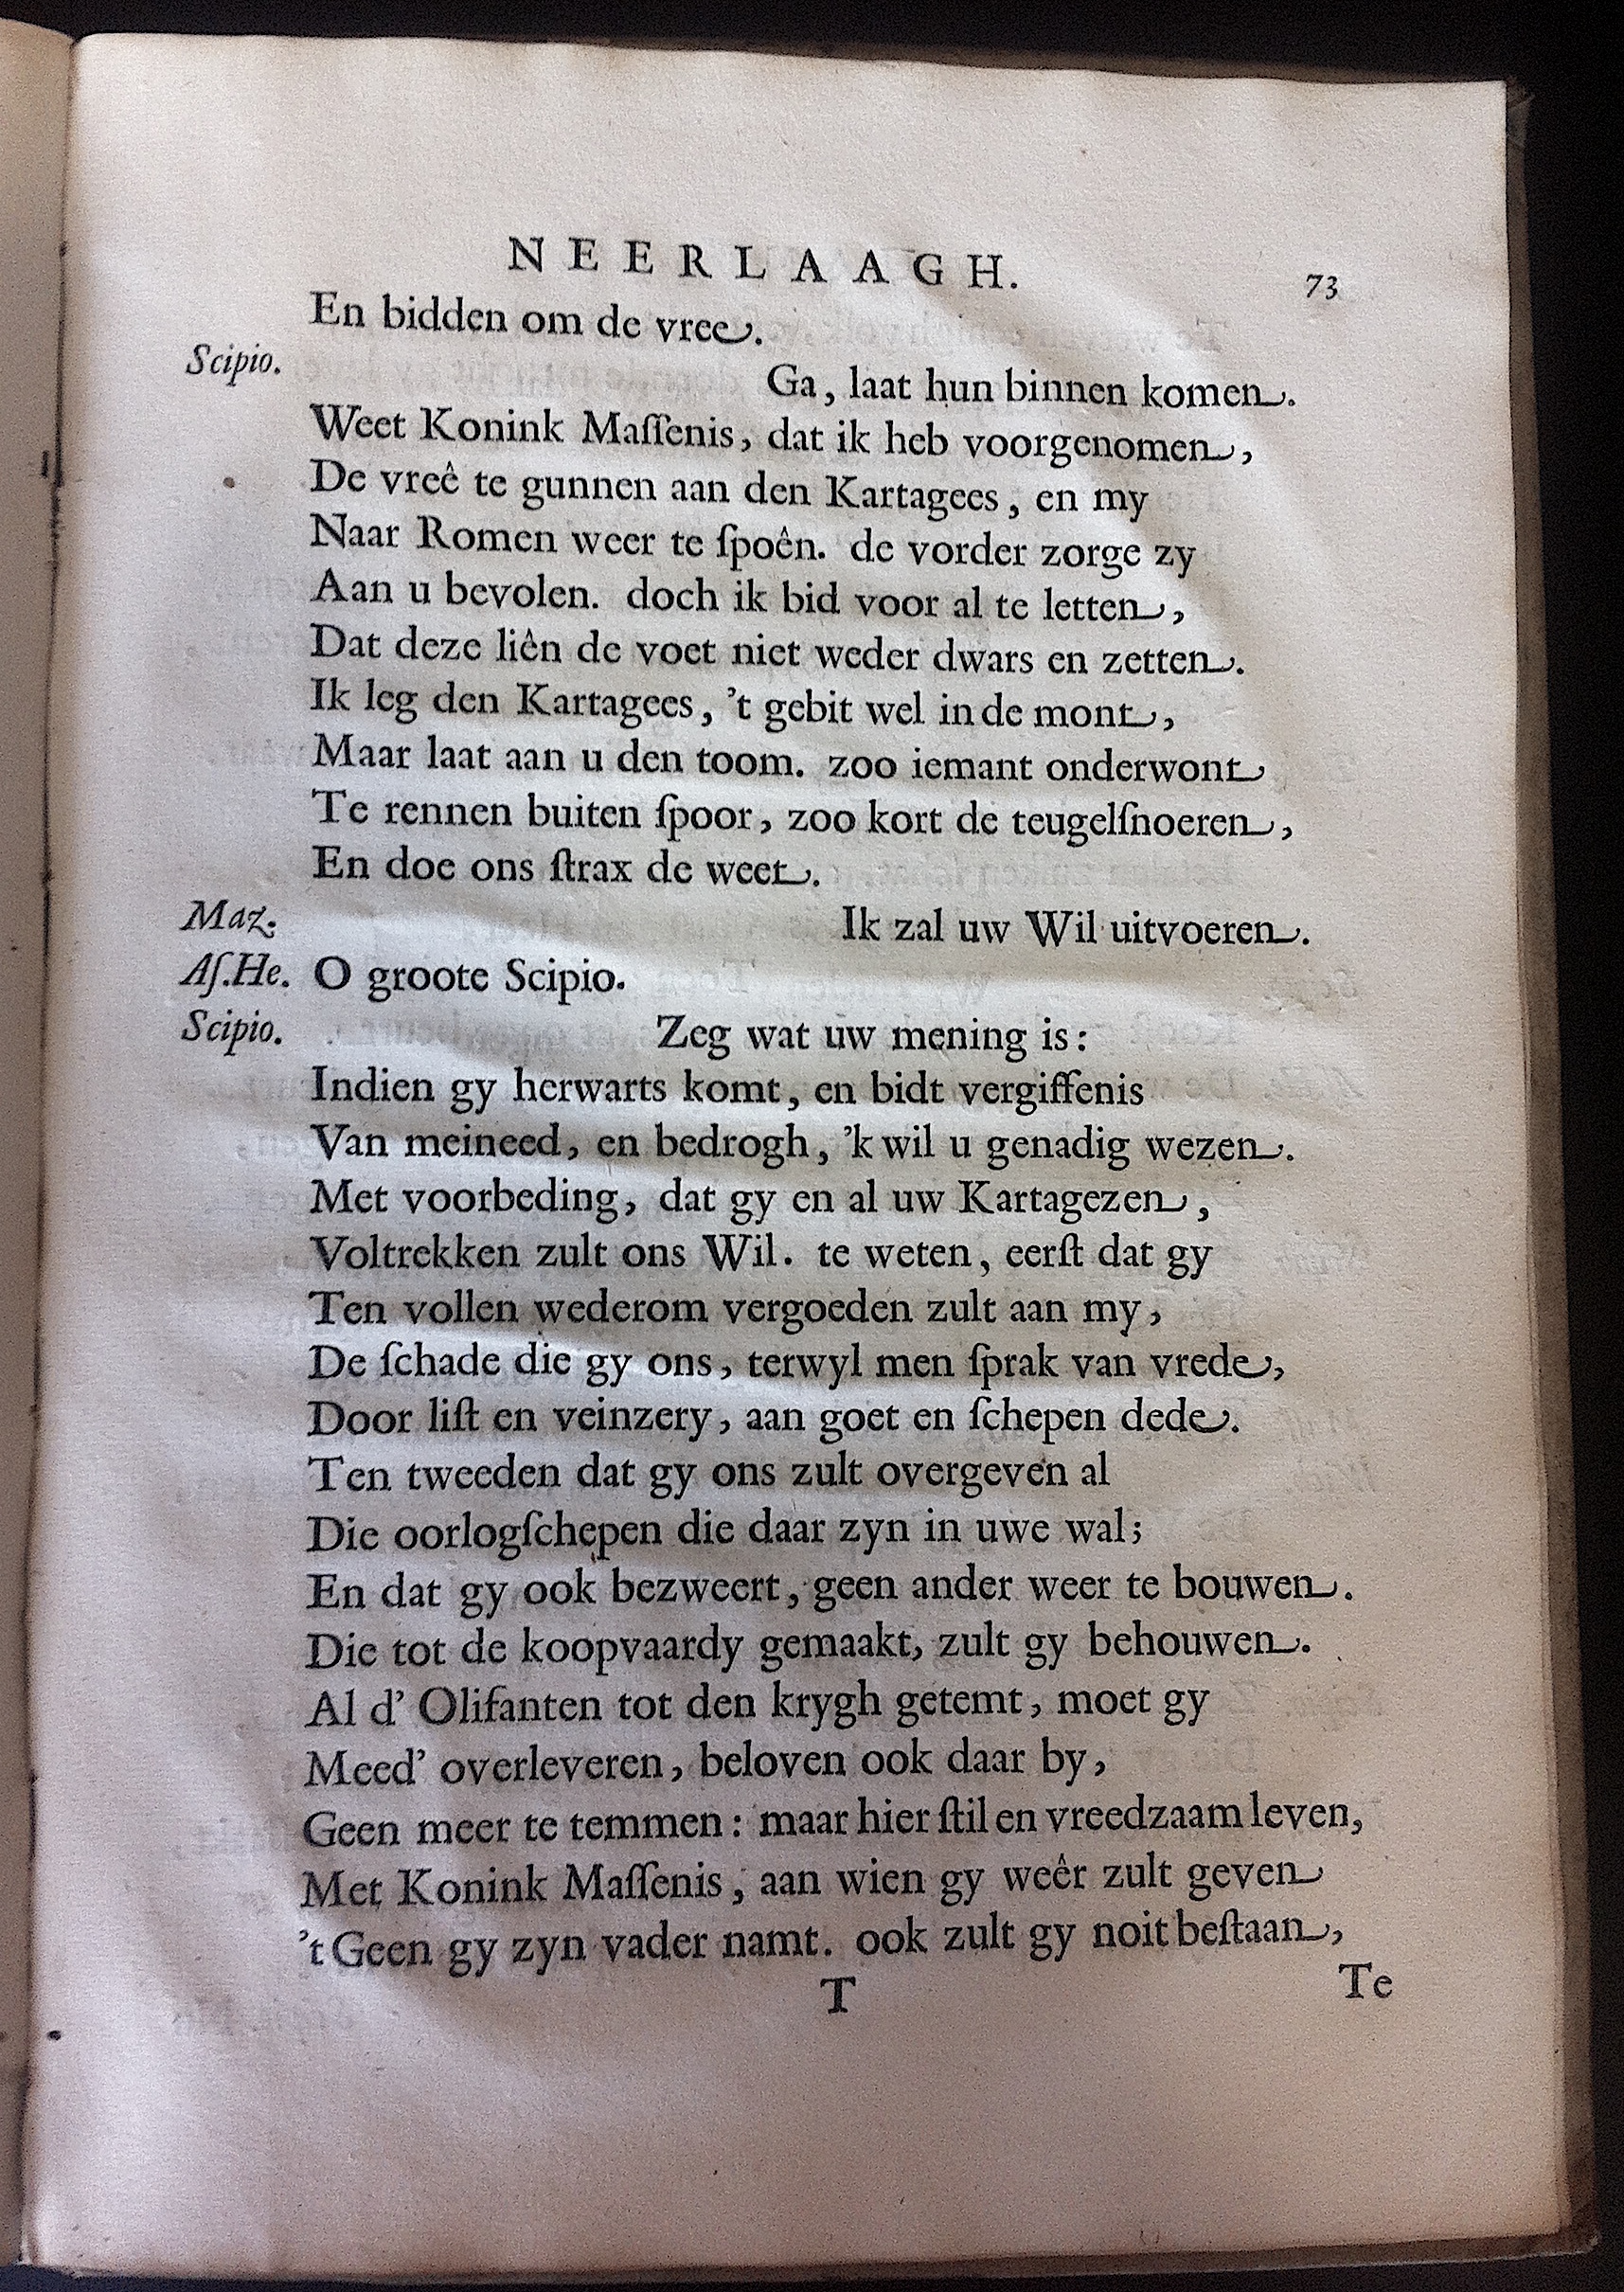 NEERLAAGH. 73
En bidden om de vree.
Scipio. Ga, laat hun binnen komen.
Weet Konink Maſſenis, dat ik heb voorgenomen,
De vreê te gunnen aan den Kartagees, en my
Naar Romen weer te ſpoên. de vorder zorge zy
Aan u bevolen. doch ik bid voor al te letten,
Dat deze liên de voet niet weder dwars en zetten.
Ik leg den Kartagees, 't gebit wel in de mont,
Maar laat aan u den toom. zoo iemant onderwont
Te rennen buiten ſpoor, zoo kort de teugelſnoeren,
En doe ons ſtrax de weet.
Maz. Ik zal uw Wil uitvoeren.
Aſ.He. O groote Scipio.
Scipio. Zeg wat uw mening is:
Indien gy herwarts komt, en bidt vergiffenis
Van meineed, en bedrogh, 'k wil u genadig wezen.
Met voorbeding, dat gy en al uw Kartagezen,
Voltrekken zult ons Wil. te weten, eerſt dat gy
Ten vollen wederom vergoeden zult aan my,
De ſchade die gy ons, terwyl men ſprak van vrede,
Door liſt en veinzery, aan goet en ſchepen dede.
Ten tweeden dat gy ons zult overgeven al
Die oorlogſchepen die daar zyn in uwe wal;
En dat gy ook bezweert, geen ander weer te bouwen.
Die tot de koopvaardy gemaakt, zult gy behouwen.
Al d' Olifanten tot den krygh getemt, moet gy
Meed' overleveren, beloven ook daar by,
Geen meer te temmen: maar hier ſtil en vreedzaam leven,
Met Konink Maſſenis, aan wien gy weêr zult geven
't Geen gy zyn vader namt. ook zult gy noit beſtaan,
T Te